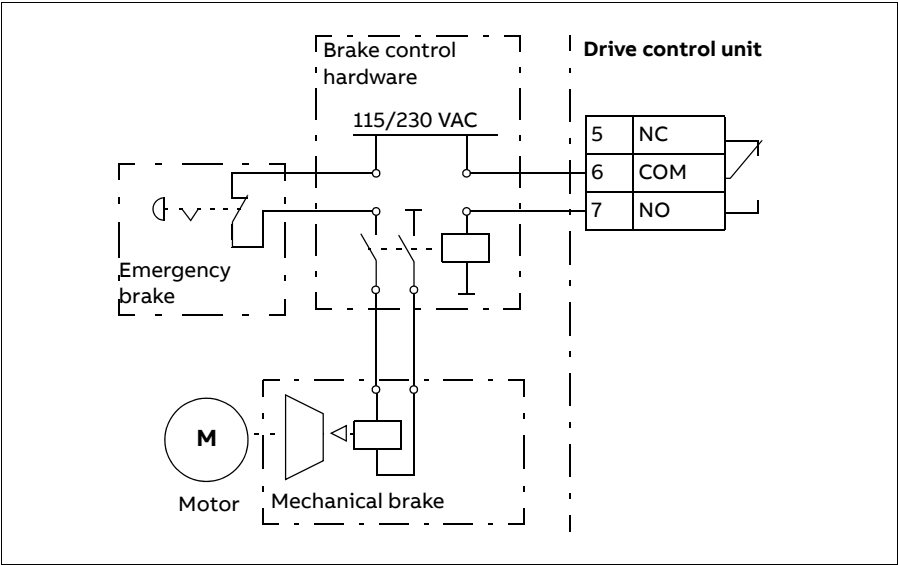 Brake control
hardware
Drive control unit
115/230 VAC
5 NC
6 COM
7 NO
Emergency
brake
M
Motor
Mechanical brake